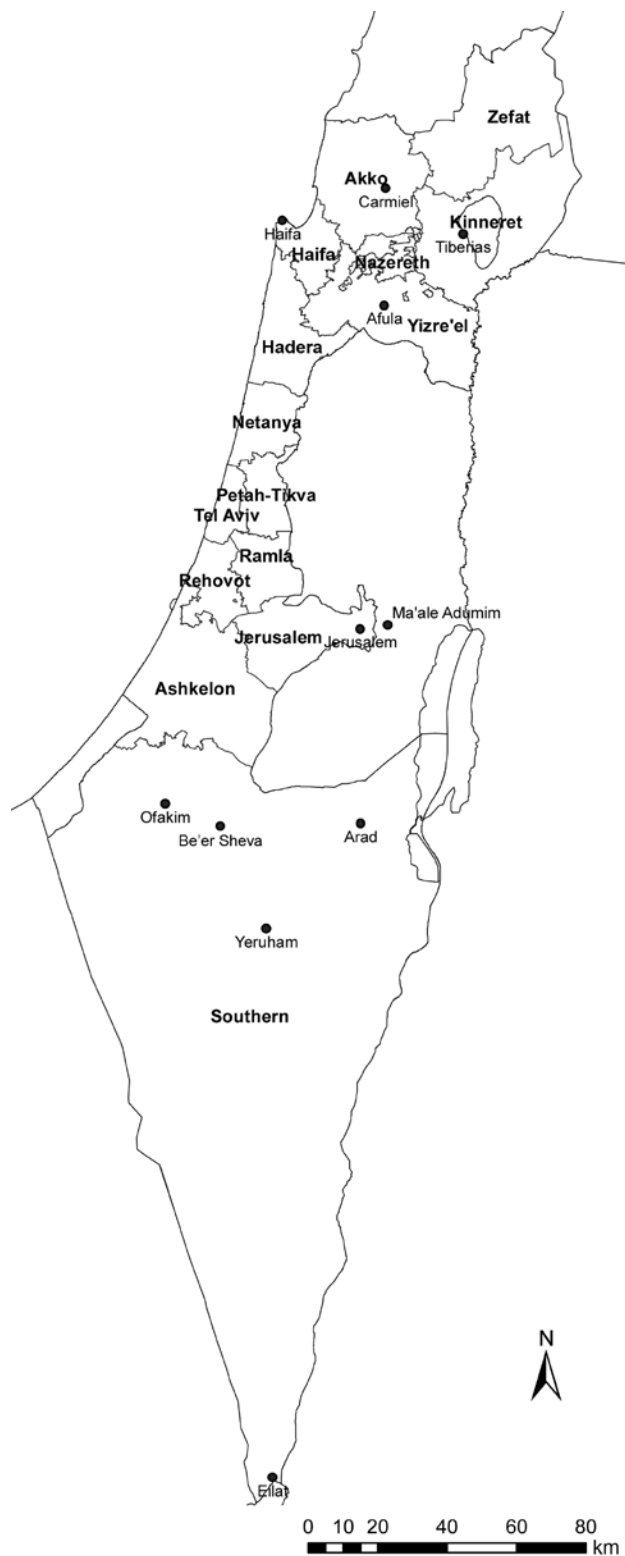 Zefat
Akko
Carmiel
Kinneret
Haifa
Tiberias
Haifa
Nazereth
Afula
Yizre'el
Hadera
Netanya
Petah-Tikva
Tel Aviv
Ramla
Rehovot
Ma'ale Adumim
Jerusalem
Jerusalem
Ashkelon
Ofakim
Be'er Sheva
Arad
Yeruham
Southern
N
Eilat
0 10 20 40 60 80
km